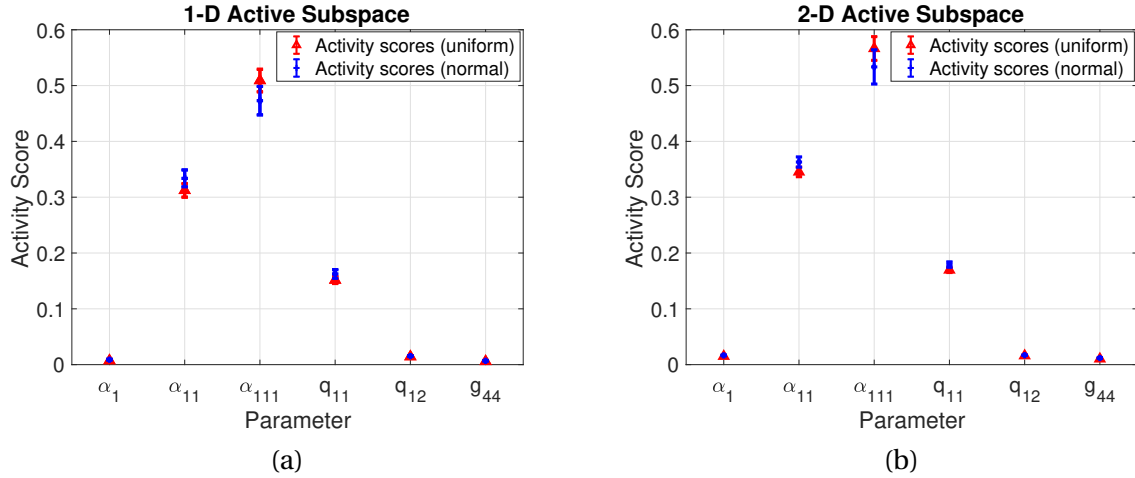 1-D Active Subspace
Activity scores (uniform)
Activity scores (normal)
0.6
0.5
0.4
0.3
0.2
0.1
0
Activity Score
α₁ α₁₁ α₁₁₁ q₁₁ q₁₂ g₄₄
Parameter
(a)
2-D Active Subspace
Activity scores (uniform)
Activity scores (normal)
0.6
0.5
0.4
0.3
0.2
0.1
0
Activity Score
α₁ α₁₁ α₁₁₁ q₁₁ q₁₂ g₄₄
Parameter
(b)